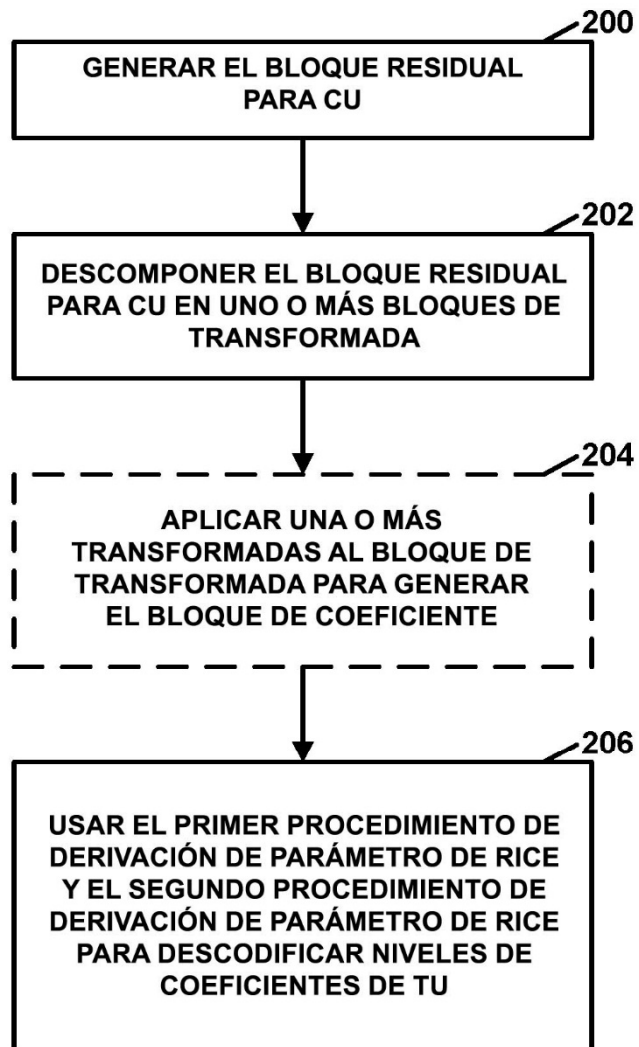 200
GENERAR EL BLOQUE RESIDUAL
PARA CU
202
DESCOMPONER EL BLOQUE RESIDUAL
PARA CU EN UNO O MÁS BLOQUES DE
TRANSFORMADA
204
APLICAR UNA O MÁS
TRANSFORMADAS AL BLOQUE DE
TRANSFORMADA PARA GENERAR
EL BLOQUE DE COEFICIENTE
206
USAR EL PRIMER PROCEDIMIENTO DE
DERIVACIÓN DE PARÁMETRO DE RICE
Y EL SEGUNDO PROCEDIMIENTO DE
DERIVACIÓN DE PARÁMETRO DE RICE
PARA DESCODIFICAR NIVELES DE
COEFICIENTES DE TU